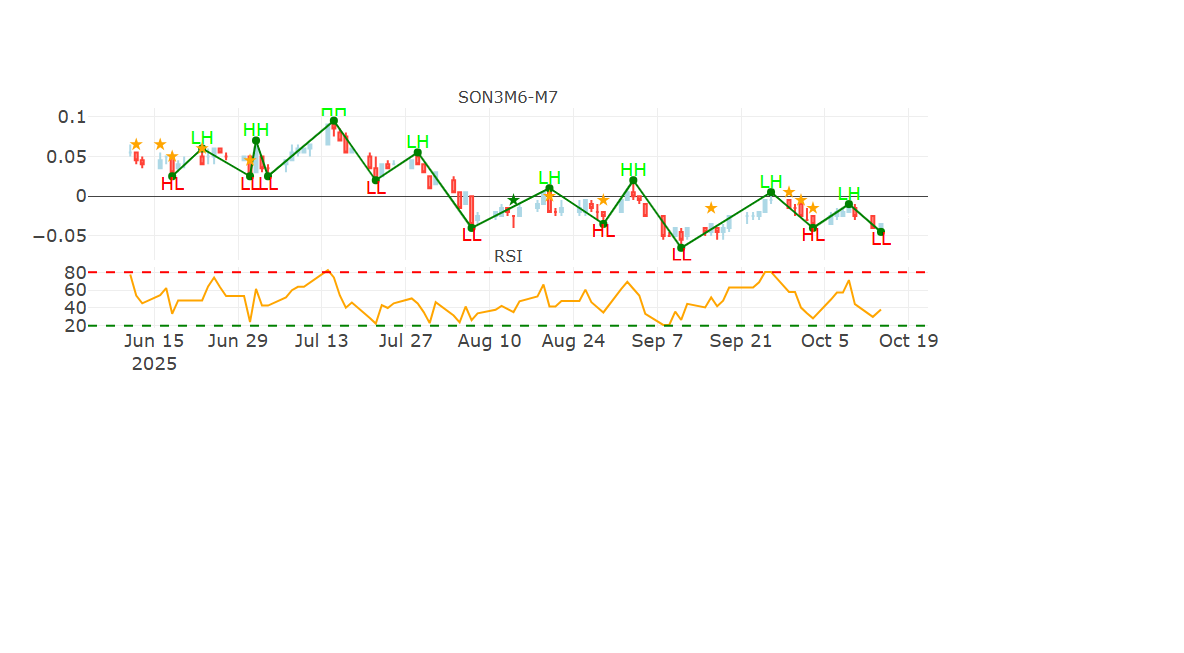 SON3M6-M7
0.1
0.05
0
−0.05
HL
LH
LL
HH
LL
HH
LL
LH
LL
LH
HL
HH
LL
LH
HL
LH
LL
RSI
80
60
40
20
Jun 15
2025
Jun 29
Jul 13
Jul 27
Aug 10
Aug 24
Sep 7
Sep 21
Oct 5
Oct 19